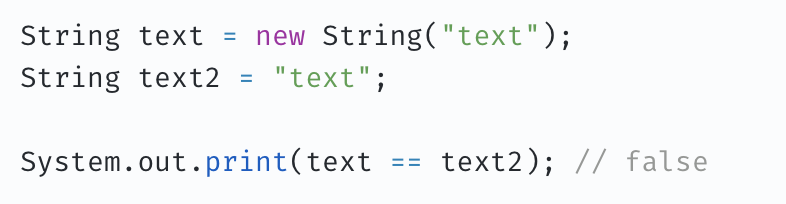 String text = new String("text");
String text2 = "text";
System.out.print(text == text2); // false